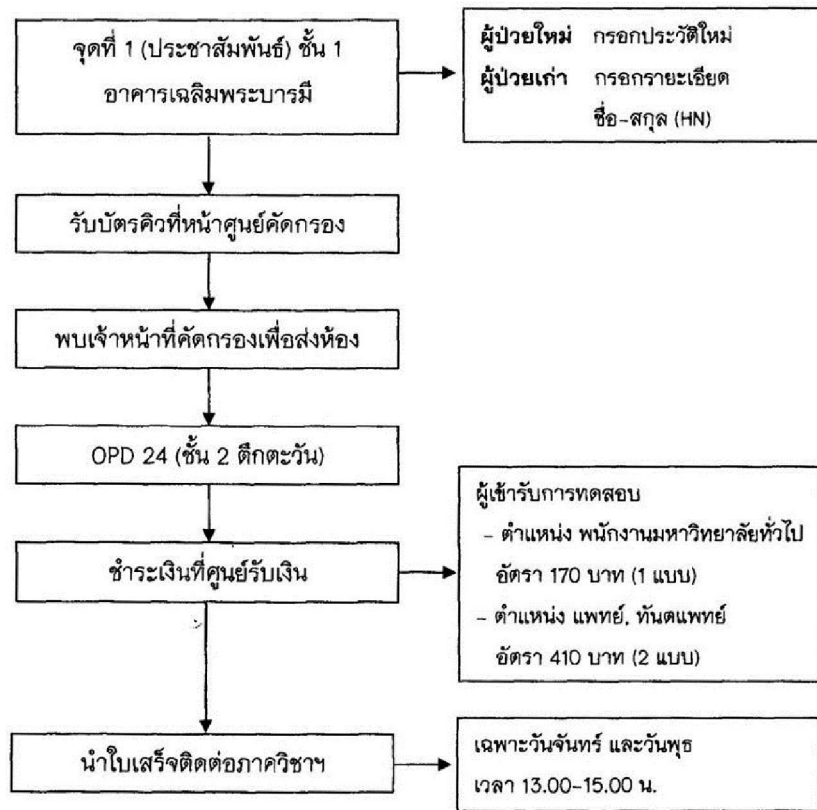 จุดที่ 1 (ประชาสัมพันธ์) ชั้น 1
อาคารเฉลิมพระบารมี
ผู้ป่วยใหม่ กรอกประวัติใหม่
ผู้ป่วยเก่า กรอกรายะเอียด
ชื่อ-สกุล (HN)
รับบัตรคิวที่หน้าศูนย์คัดกรอง
พบเจ้าหน้าที่คัดกรองเพื่อส่งห้อง
OPD 24 (ชั้น 2 ตึกตะวัน)
ชำระเงินที่ศูนย์รับเงิน
ผู้เข้ารับการทดสอบ
- ตำแหน่ง พนักงานมหาวิทยาลัยทั่วไป
อัตรา 170 บาท (1 แบบ)
- ตำแหน่ง แพทย์, ทันตแพทย์
อัตรา 410 บาท (2 แบบ)
นำใบเสร็จติดต่อภาควิชาฯ
เฉพาะวันจันทร์ และวันพุธ
เวลา 13.00-15.00 น.